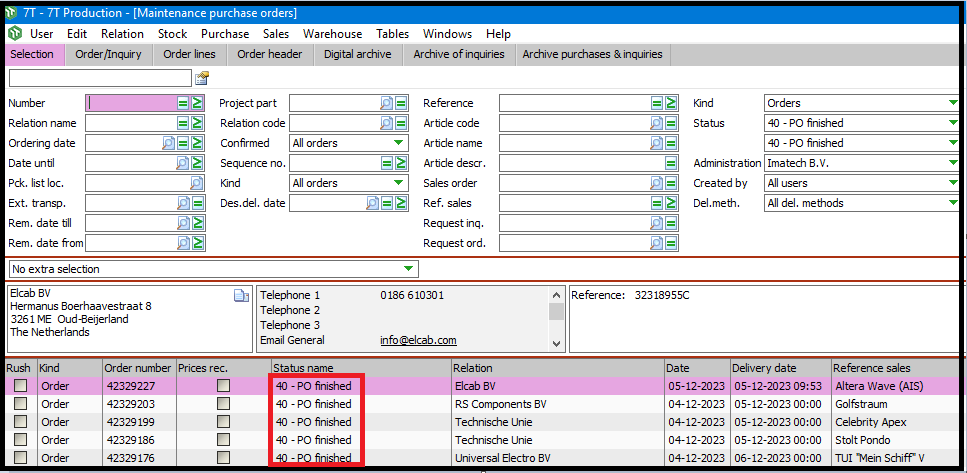 7T - 7T Production - [Maintenance purchase orders]
User Edit Relation Stock Purchase Sales Warehouse Tables Windows Help
Selection Order/Inquiry Order lines Order header Digital archive Archive of inquiries Archive purchases & inquiries
Number Project part Reference Kind Orders
Relation name Relation code Article code Status 40 - PO finished
Ordering date Confirmed All orders Article name 40 - PO finished
Date until Sequence no. Article descr. Administration Imatech B.V.
Pck. list loc. Kind All orders Sales order Created by All users
Ext. transp. Des.del. date Ref. sales Del.meth. All del. methods
Rem. date till Request inq.
Rem. date from Request ord.
No extra selection
Elcab BV Telephone 1 0186 610301 Reference: 32318955C
Hermanus Boerhaavestraat 8 Telephone 2
3261 ME Oud-Beijerland Telephone 3
The Netherlands Email General info@elcab.com
Rush Kind Order number Prices rec. Status name Relation Date Delivery date Reference sales
Order 42329227 40 - PO finished Elcab BV 05-12-2023 05-12-2023 09:53 Altera Wave (AIS)
Order 42329203 40 - PO finished RS Components BV 04-12-2023 05-12-2023 00:00 Golfstraum
Order 42329199 40 - PO finished Technische Unie 04-12-2023 05-12-2023 00:00 Celebrity Apex
Order 42329186 40 - PO finished Technische Unie 04-12-2023 05-12-2023 00:00 Stolt Pondo
Order 42329176 40 - PO finished Universal Electro BV 04-12-2023 06-12-2023 00:00 TUI "Mein Schiff" V